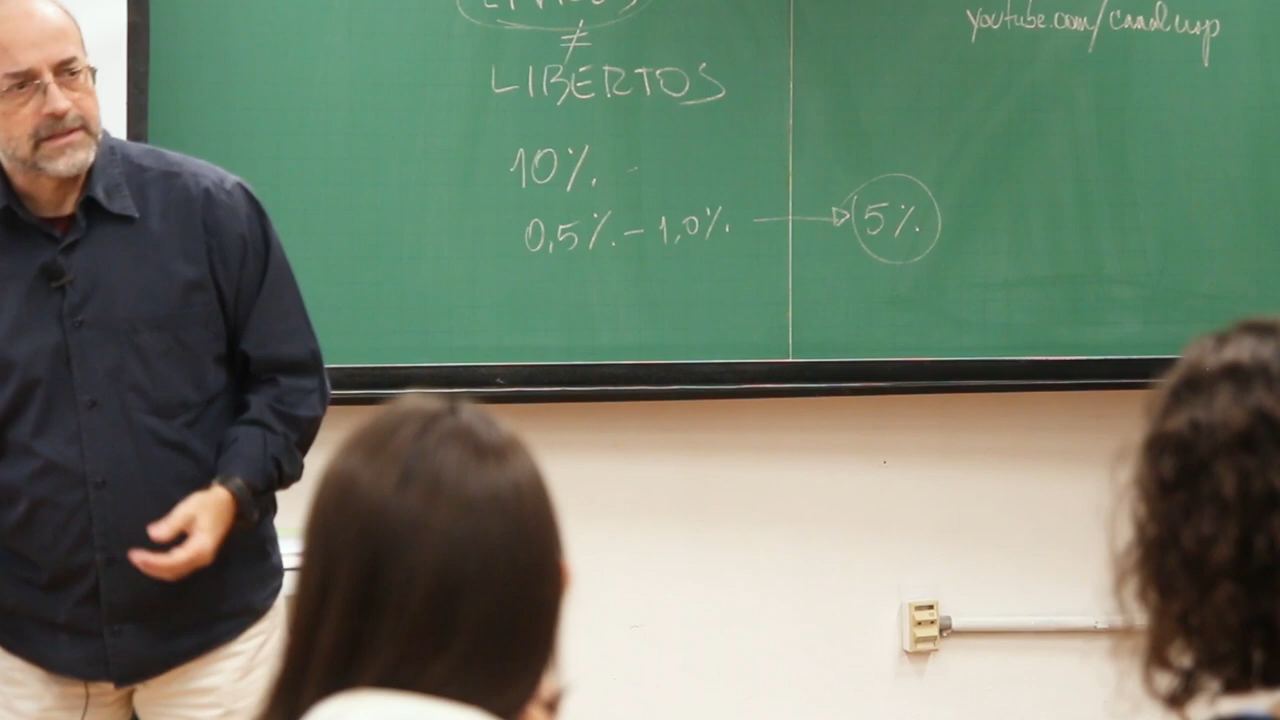 ≠
LIBERTOS
10%. -
0,5% - 1,0% → 5%
youtube.com/canalusp